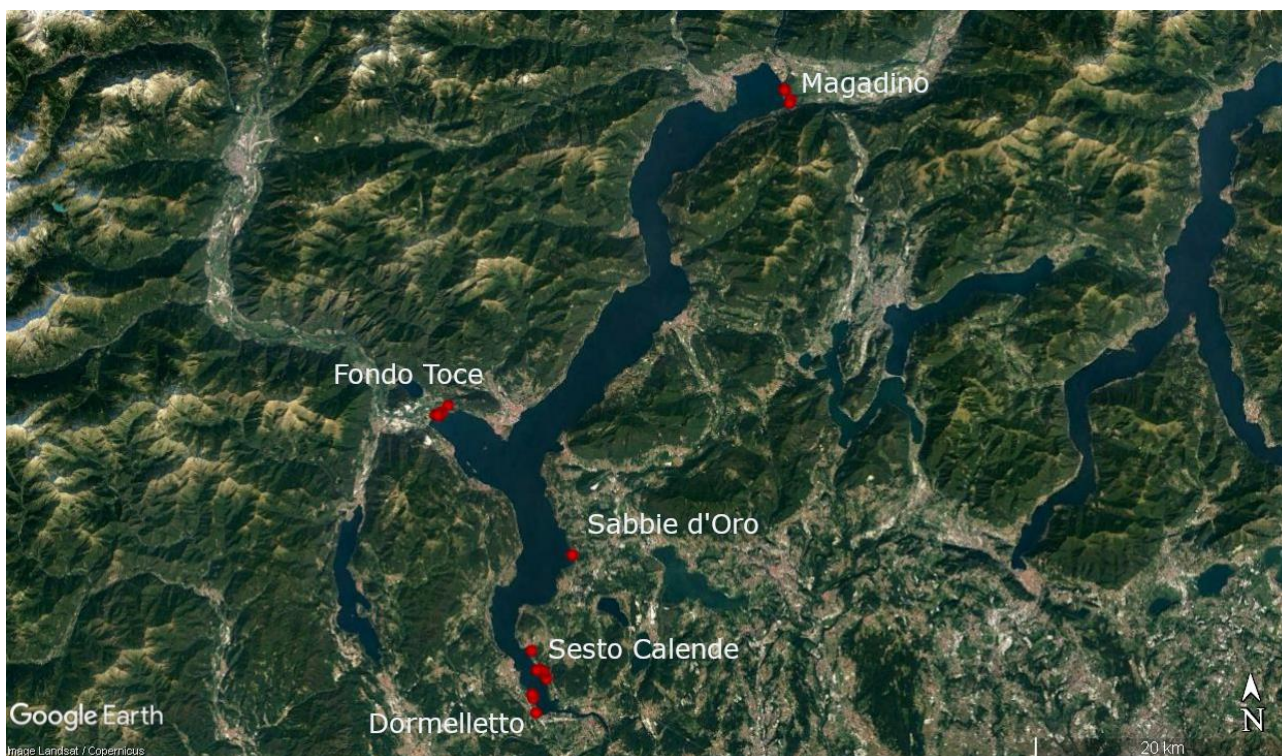 Magadino
Fondo Toce
Sabbie d'Oro
Sesto Calende
Dormelletto
Google Earth
N
Image Landsat / Copernicus
20 km